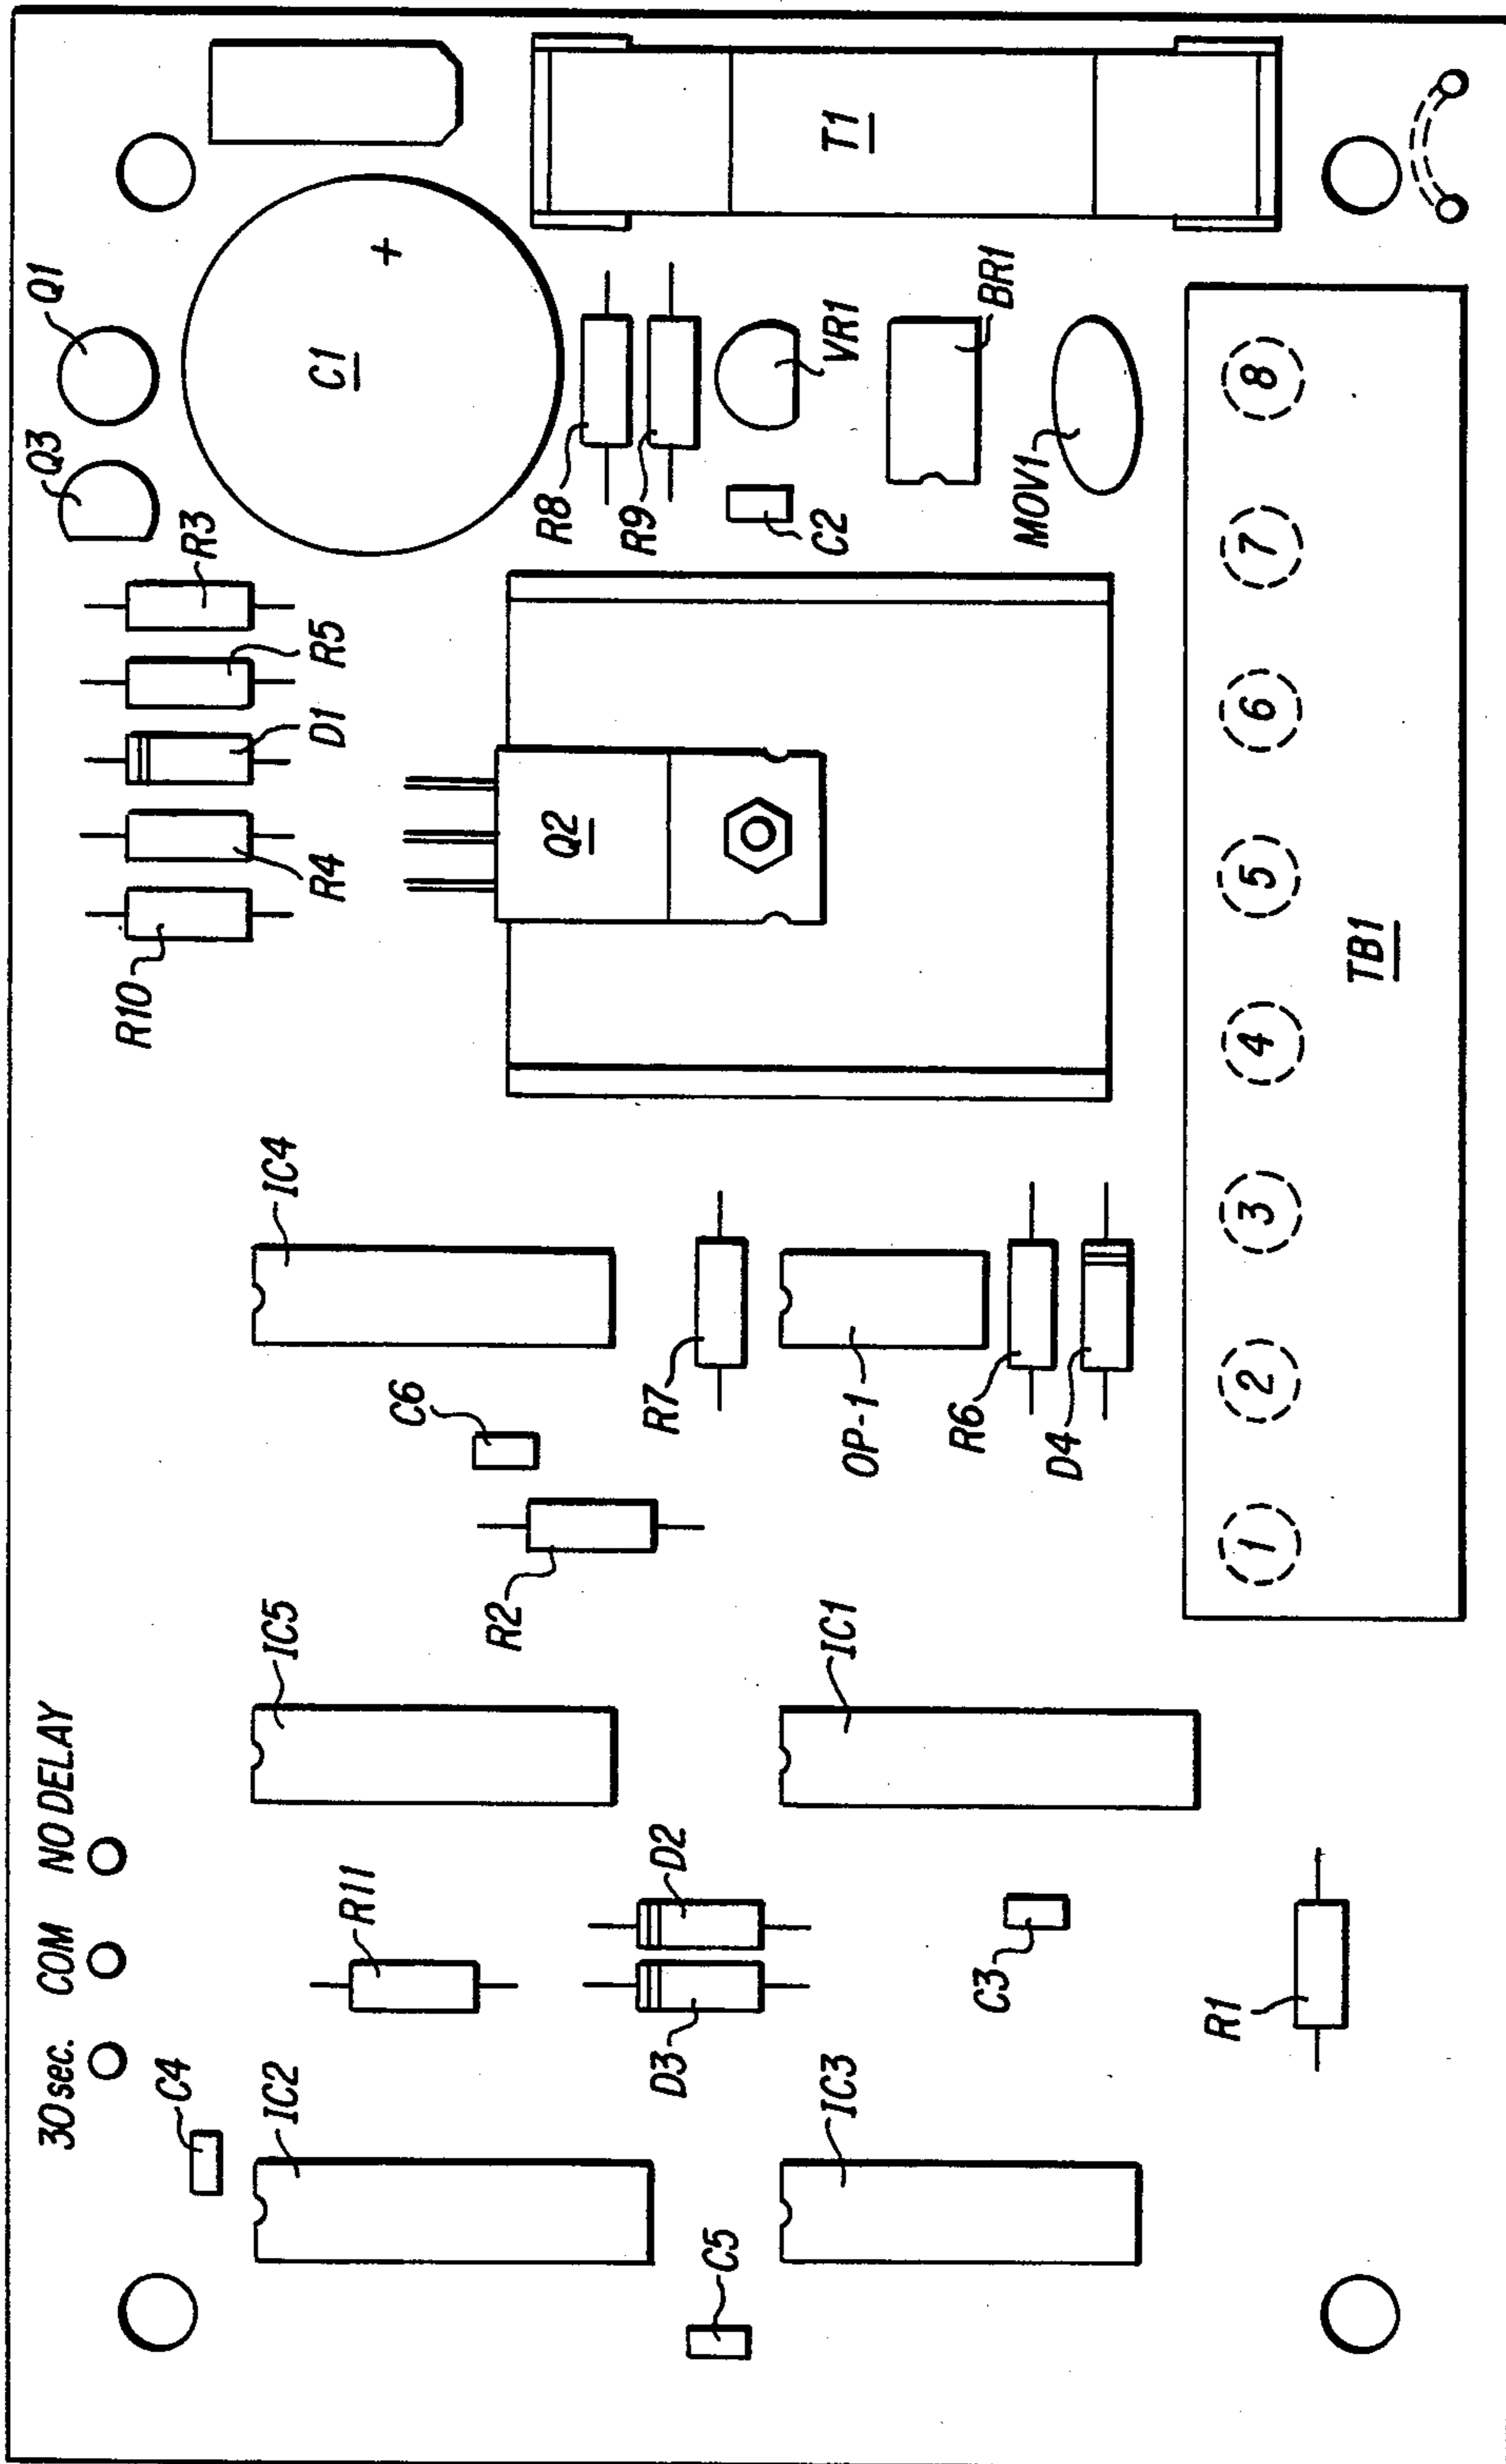 30 sec. COM NO DELAY
Q3 Q1
C4
R10
R3
R4 D1 R5
IC2
R11
IC5
IC4
C1
+
C6
R2
Q2
R8
R9
D3 D2
R7
C5
C2 VR1
T1
IC3
IC1
OP-1
C3
R6
BR1
D4
MOV1
R1
1 2 3 4 5 6 7 8
TB1